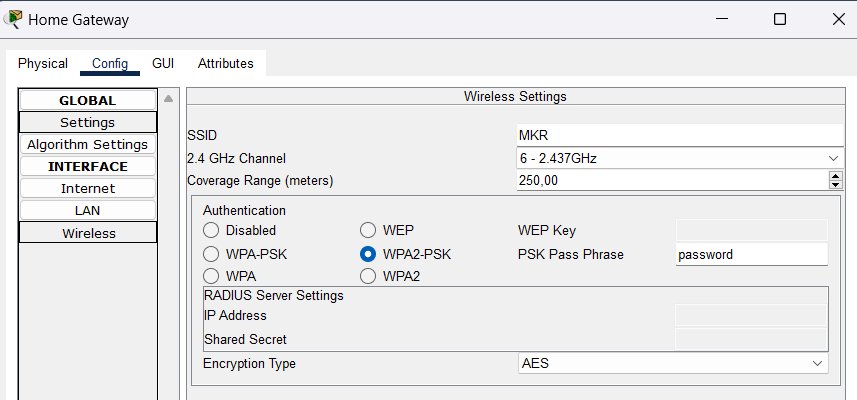 Home Gateway
Physical Config GUI Attributes
GLOBAL
Settings
Algorithm Settings
INTERFACE
Internet
LAN
Wireless
Wireless Settings
SSID MKR
2.4 GHz Channel 6 - 2.437GHz
Coverage Range (meters) 250,00
Authentication
Disabled WEP WEP Key
WPA-PSK WPA2-PSK PSK Pass Phrase password
WPA WPA2
RADIUS Server Settings
IP Address
Shared Secret
Encryption Type AES